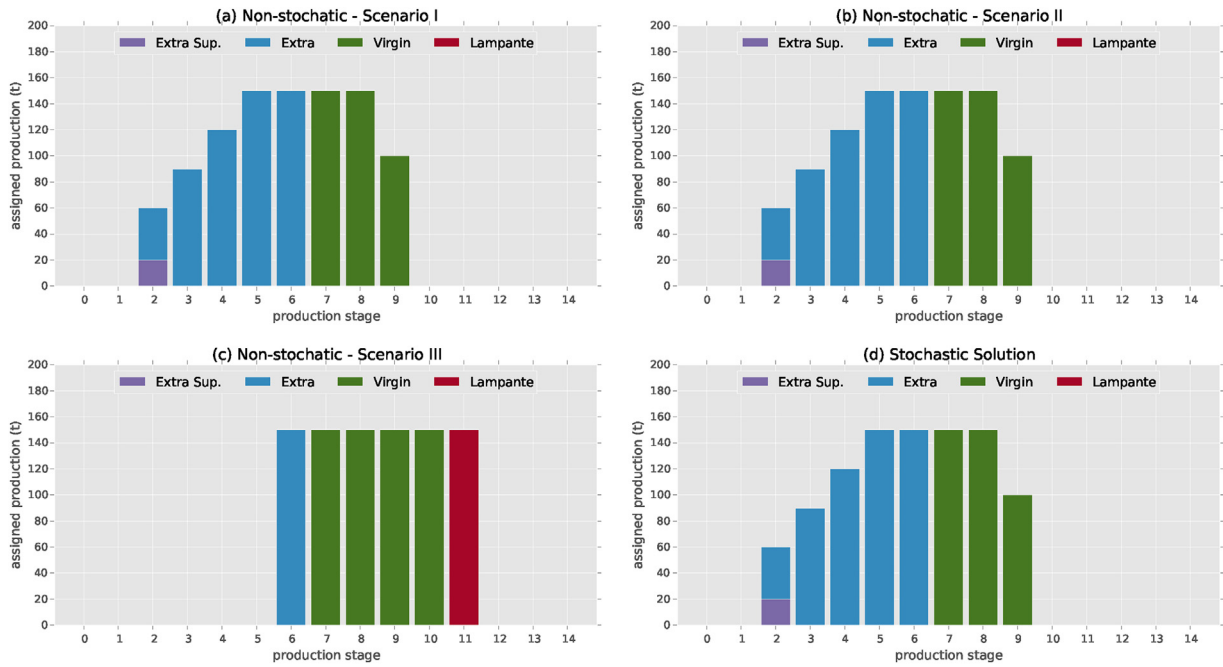 (a) Non-stochatic - Scenario I
Extra Sup. Extra Virgin Lampante
assigned production (t)
200
180
160
140
120
100
80
60
40
20
0
0 1 2 3 4 5 6 7 8 9 10 11 12 13 14
production stage
(b) Non-stochatic - Scenario II
Extra Sup. Extra Virgin Lampante
assigned production (t)
200
180
160
140
120
100
80
60
40
20
0
0 1 2 3 4 5 6 7 8 9 10 11 12 13 14
production stage
(c) Non-stochatic - Scenario III
Extra Sup. Extra Virgin Lampante
assigned production (t)
200
180
160
140
120
100
80
60
40
20
0
0 1 2 3 4 5 6 7 8 9 10 11 12 13 14
production stage
(d) Stochastic Solution
Extra Sup. Extra Virgin Lampante
assigned production (t)
200
180
160
140
120
100
80
60
40
20
0
0 1 2 3 4 5 6 7 8 9 10 11 12 13 14
production stage